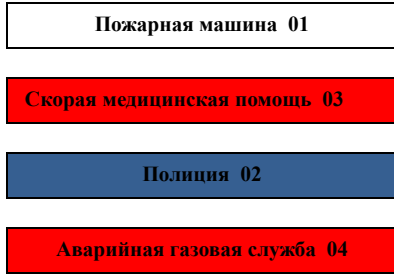 Пожарная машина 01
Скорая медицинская помощь 03
Полиция 02
Аварийная газовая служба 04